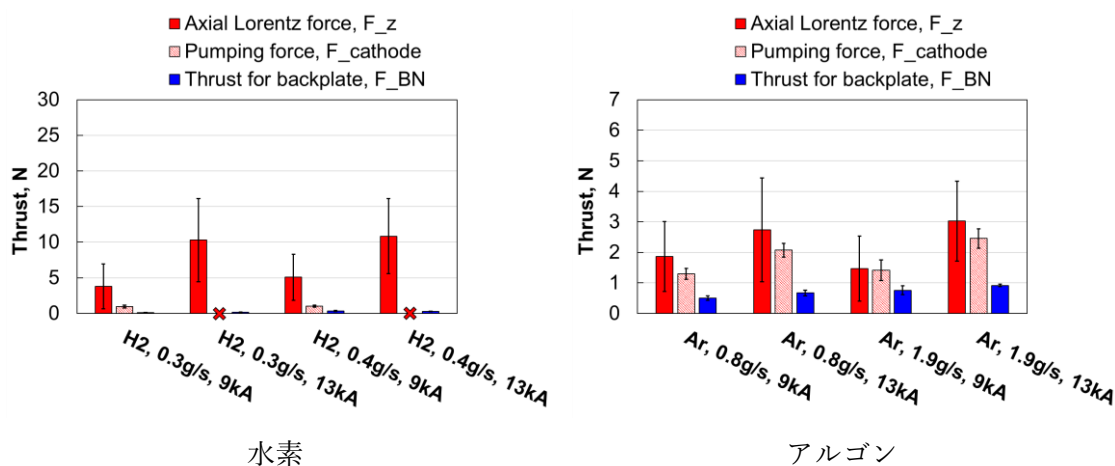 Axial Lorentz force, F_z
Pumping force, F_cathode
Thrust for backplate, F_BN
30
25
20
15
10
5
0
Thrust, N
H2, 0.3g/s, 9kA
H2, 0.3g/s, 13kA
H2, 0.4g/s, 9kA
H2, 0.4g/s, 13kA
水素
Axial Lorentz force, F_z
Pumping force, F_cathode
Thrust for backplate, F_BN
7
6
5
4
3
2
1
0
Thrust, N
Ar, 0.8g/s, 9kA
Ar, 0.8g/s, 13kA
Ar, 1.9g/s, 9kA
Ar, 1.9g/s, 13kA
アルゴン